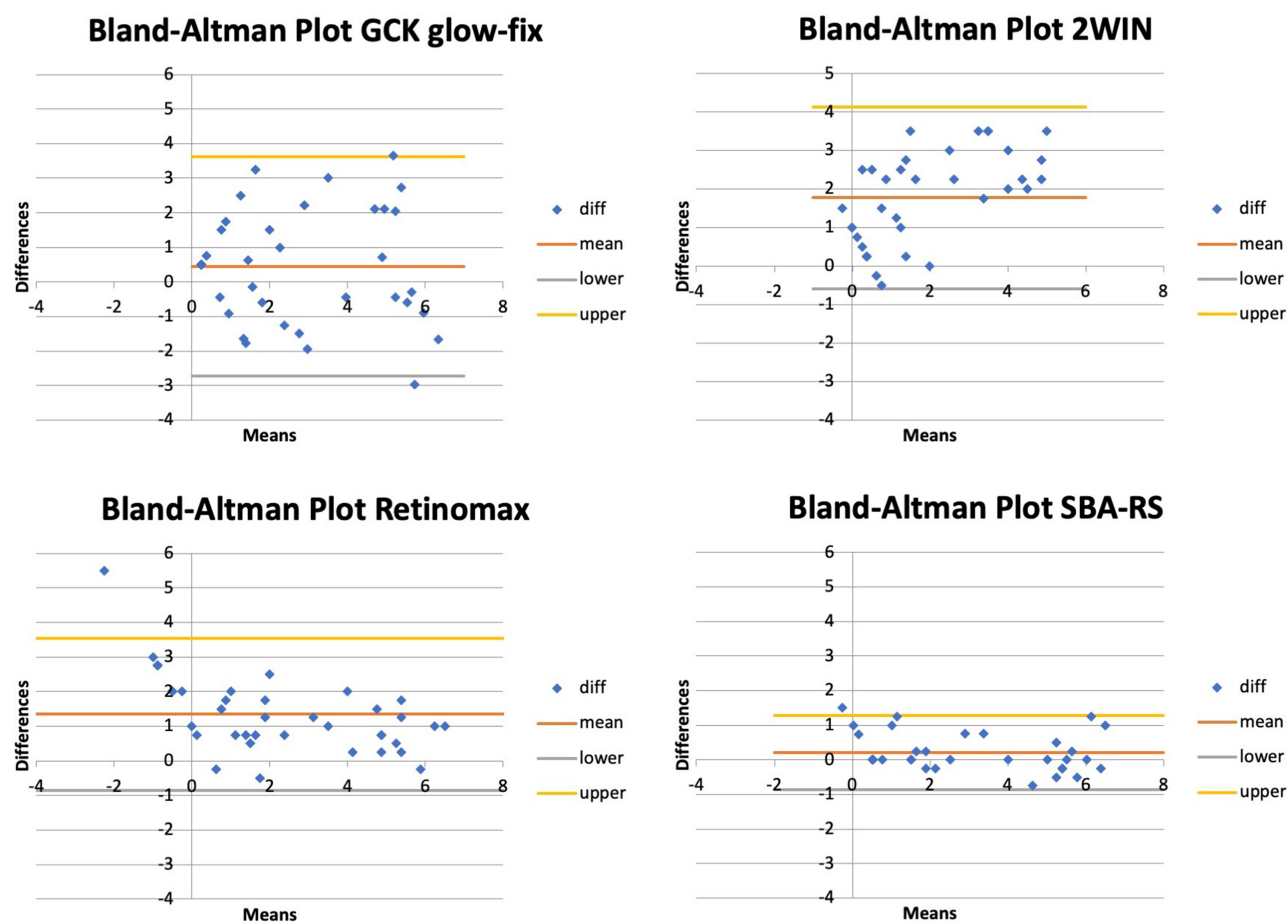 Bland-Altman Plot GCK glow-fix
6
5
4
3
2
1
0
-1
-2
-3
-4
-4
-2
0
2
4
6
8
Differences
Means
diff
mean
lower
upper
Bland-Altman Plot 2WIN
5
4
3
2
1
0
-1
-2
-3
-4
-4
-2
0
2
4
6
8
Differences
Means
diff
mean
lower
upper
Bland-Altman Plot Retinomax
6
5
4
3
2
1
0
-1
-2
-3
-4
-4
-2
0
2
4
6
8
Differences
Means
diff
mean
lower
upper
Bland-Altman Plot SBA-RS
6
5
4
3
2
1
0
-1
-2
-3
-4
-4
-2
0
2
4
6
8
Differences
Means
diff
mean
lower
upper